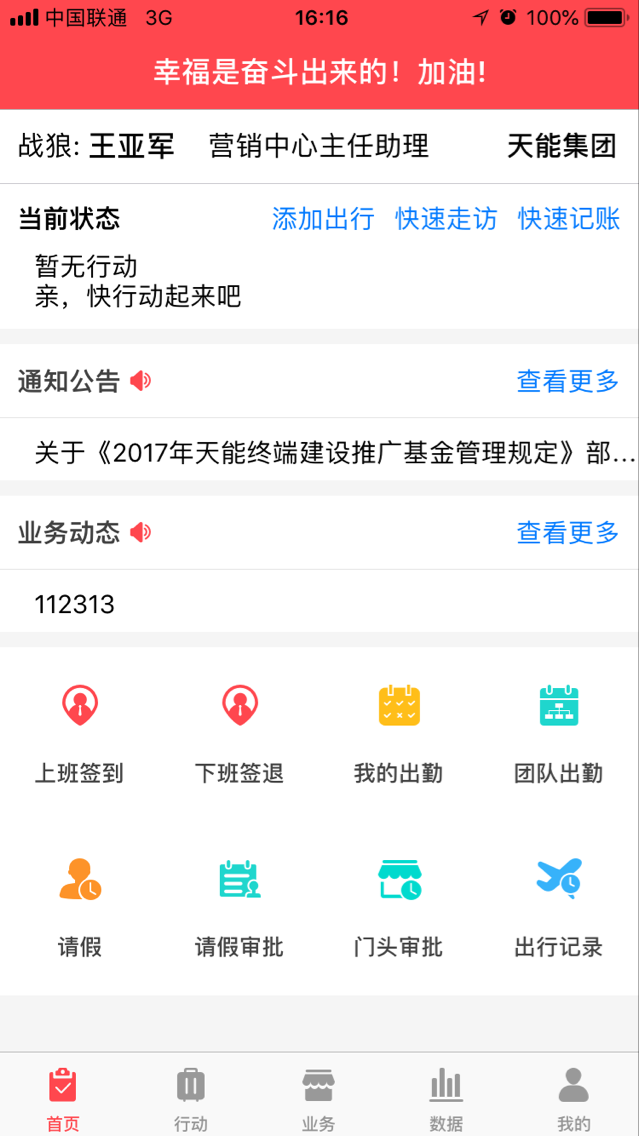 中国联通 3G 16:16 100%
幸福是奋斗出来的！加油!
战狼: 王亚军 营销中心主任助理 天能集团
当前状态 添加出行 快速走访 快速记账
暂无行动
亲，快行动起来吧
通知公告 查看更多
关于《2017年天能终端建设推广基金管理规定》部...
业务动态 查看更多
112313
上班签到 下班签退 我的出勤 团队出勤
请假 请假审批 门头审批 出行记录
首页 行动 业务 数据 我的